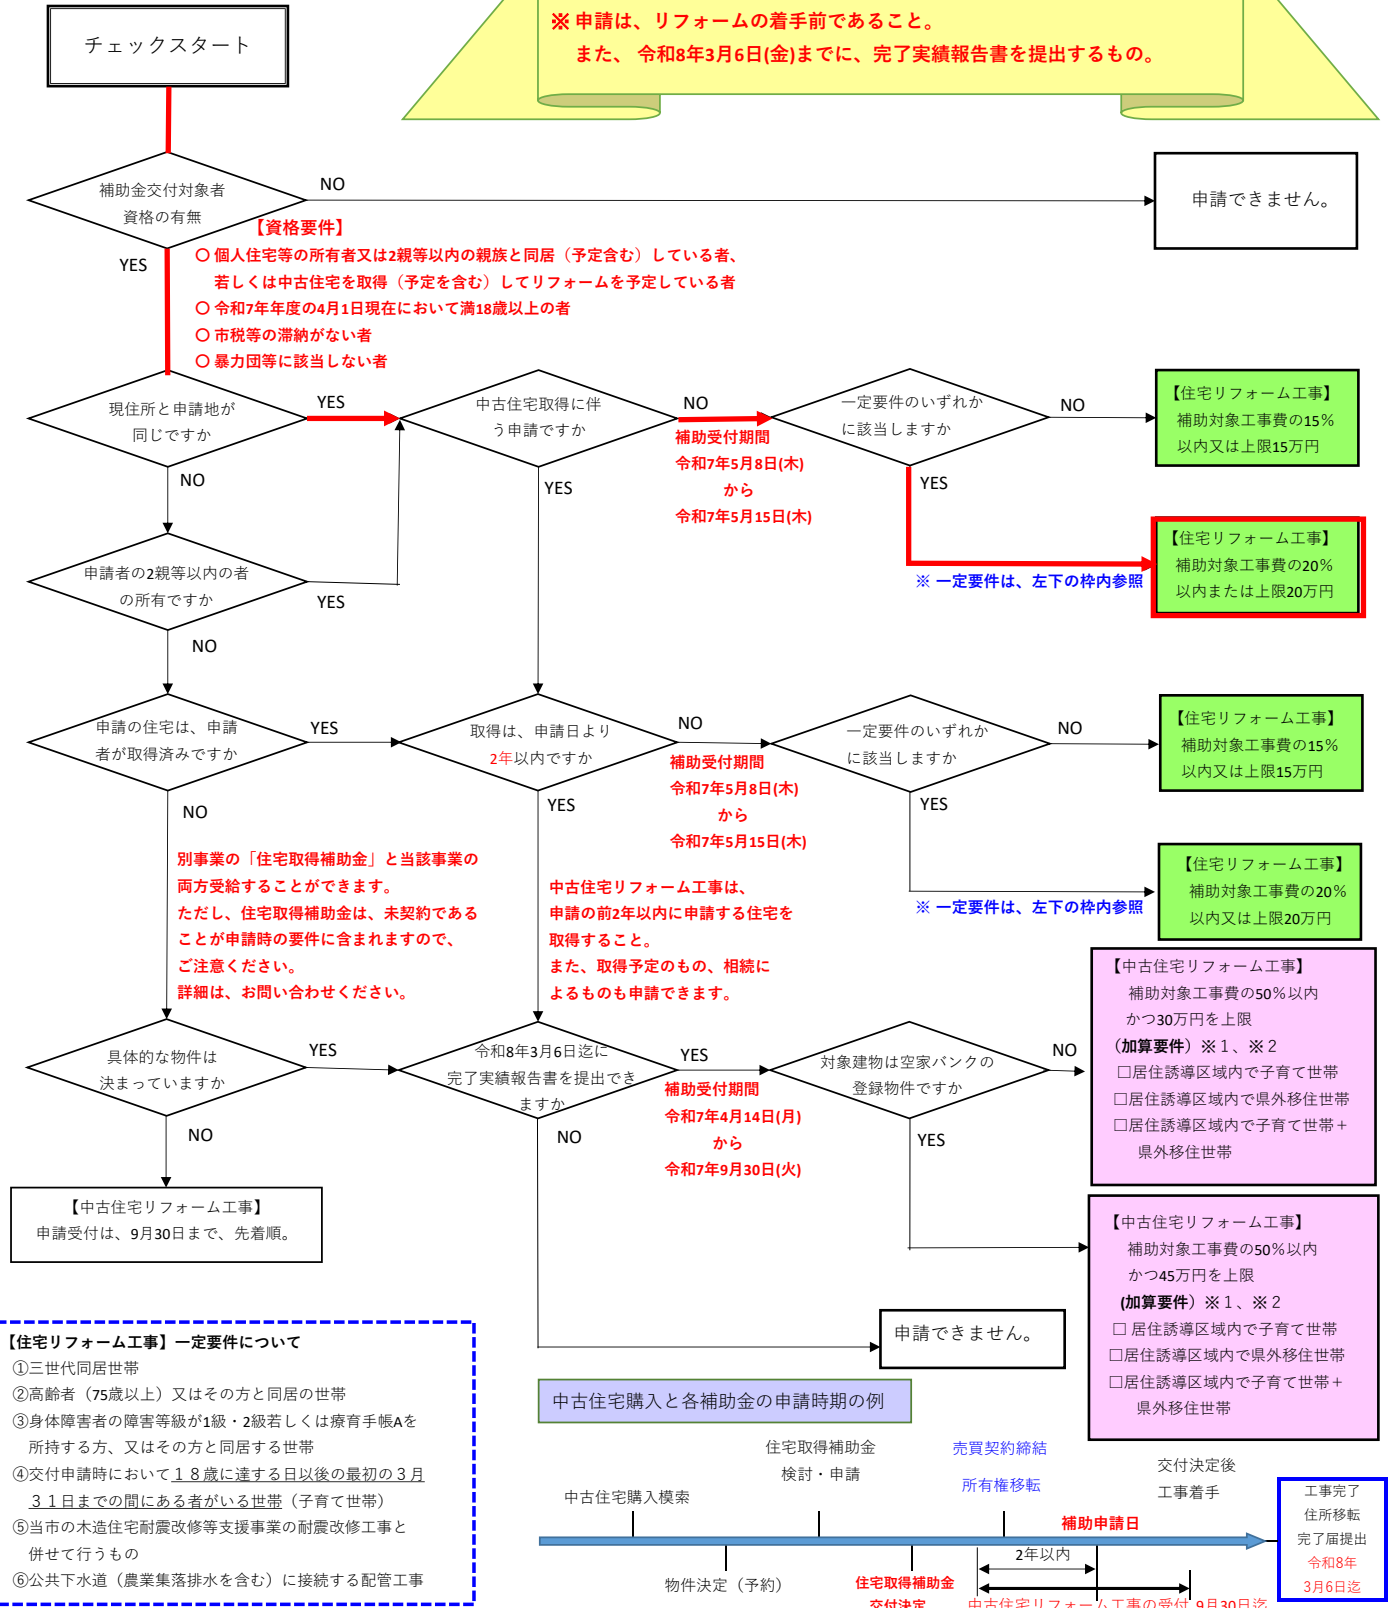 ※ 申請は、リフォームの着手前であること。
また、 令和8年3月6日(金)までに、完了実績報告書を提出するもの。
チェックスタート
補助金交付対象者
資格の有無
NO
申請できません。
YES
【資格要件】
〇 個人住宅等の所有者又は2親等以内の親族と同居（予定含む）している者、
若しくは中古住宅を取得（予定を含む）してリフォームを予定している者
〇 令和7年年度の4月1日現在において満18歳以上の者
〇 市税等の滞納がない者
〇 暴力団等に該当しない者
現住所と申請地が
同じですか
YES
NO
中古住宅取得に伴
う申請ですか
NO
YES
補助受付期間
令和7年5月8日(木)
から
令和7年5月15日(木)
一定要件のいずれか
に該当しますか
NO
YES
【住宅リフォーム工事】
補助対象工事費の15%
以内又は上限15万円
【住宅リフォーム工事】
補助対象工事費の20%
以内または上限20万円
※ 一定要件は、左下の枠内参照
申請者の2親等以内の者
の所有ですか
YES
NO
申請の住宅は、申請
者が取得済みですか
YES
NO
取得は、申請日より
2年以内ですか
NO
YES
補助受付期間
令和7年5月8日(木)
から
令和7年5月15日(木)
一定要件のいずれか
に該当しますか
NO
YES
【住宅リフォーム工事】
補助対象工事費の15%
以内又は上限15万円
【住宅リフォーム工事】
補助対象工事費の20%
以内又は上限20万円
※ 一定要件は、左下の枠内参照
別事業の「住宅取得補助金」と当該事業の
両方受給することができます。
ただし、住宅取得補助金は、未契約である
ことが申請時の要件に含まれますので、
ご注意ください。
詳細は、お問い合わせください。
中古住宅リフォーム工事は、
申請の前2年以内に申請する住宅を
取得すること。
また、取得予定のもの、相続に
よるものも申請できます。
具体的な物件は
決まっていますか
YES
NO
令和8年3月6日迄に
完了実績報告書を提出でき
ますか
YES
NO
補助受付期間
令和7年4月14日(月)
から
令和7年9月30日(火)
対象建物は空家バンクの
登録物件ですか
NO
YES
【中古住宅リフォーム工事】
補助対象工事費の50%以内
かつ30万円を上限
（加算要件）※１、※２
□居住誘導区域内で子育て世帯
□居住誘導区域内で県外移住世帯
□居住誘導区域内で子育て世帯＋
県外移住世帯
【中古住宅リフォーム工事】
補助対象工事費の50%以内
かつ45万円を上限
(加算要件）※１、※２
□ 居住誘導区域内で子育て世帯
□居住誘導区域内で県外移住世帯
□居住誘導区域内で子育て世帯＋
県外移住世帯
【中古住宅リフォーム工事】
申請受付は、9月30日まで、先着順。
申請できません。
【住宅リフォーム工事】一定要件について
①三世代同居世帯
②高齢者（75歳以上）又はその方と同居の世帯
③身体障害者の障害等級が1級・2級若しくは療育手帳Aを
所持する方、又はその方と同居する世帯
④交付申請時において１８歳に達する日以後の最初の３月
３１日までの間にある者がいる世帯（子育て世帯）
⑤当市の木造住宅耐震改修等支援事業の耐震改修工事と
併せて行うもの
⑥公共下水道（農業集落排水を含む）に接続する配管工事
中古住宅購入と各補助金の申請時期の例
中古住宅購入模索
住宅取得補助金
検討・申請
売買契約締結
所有権移転
交付決定後
工事着手
補助申請日
2年以内
物件決定（予約）
住宅取得補助金
交付決定
中古住宅リフォーム工事の受付 9月30日迄
工事完了
住所移転
完了届提出
令和8年
3月6日迄